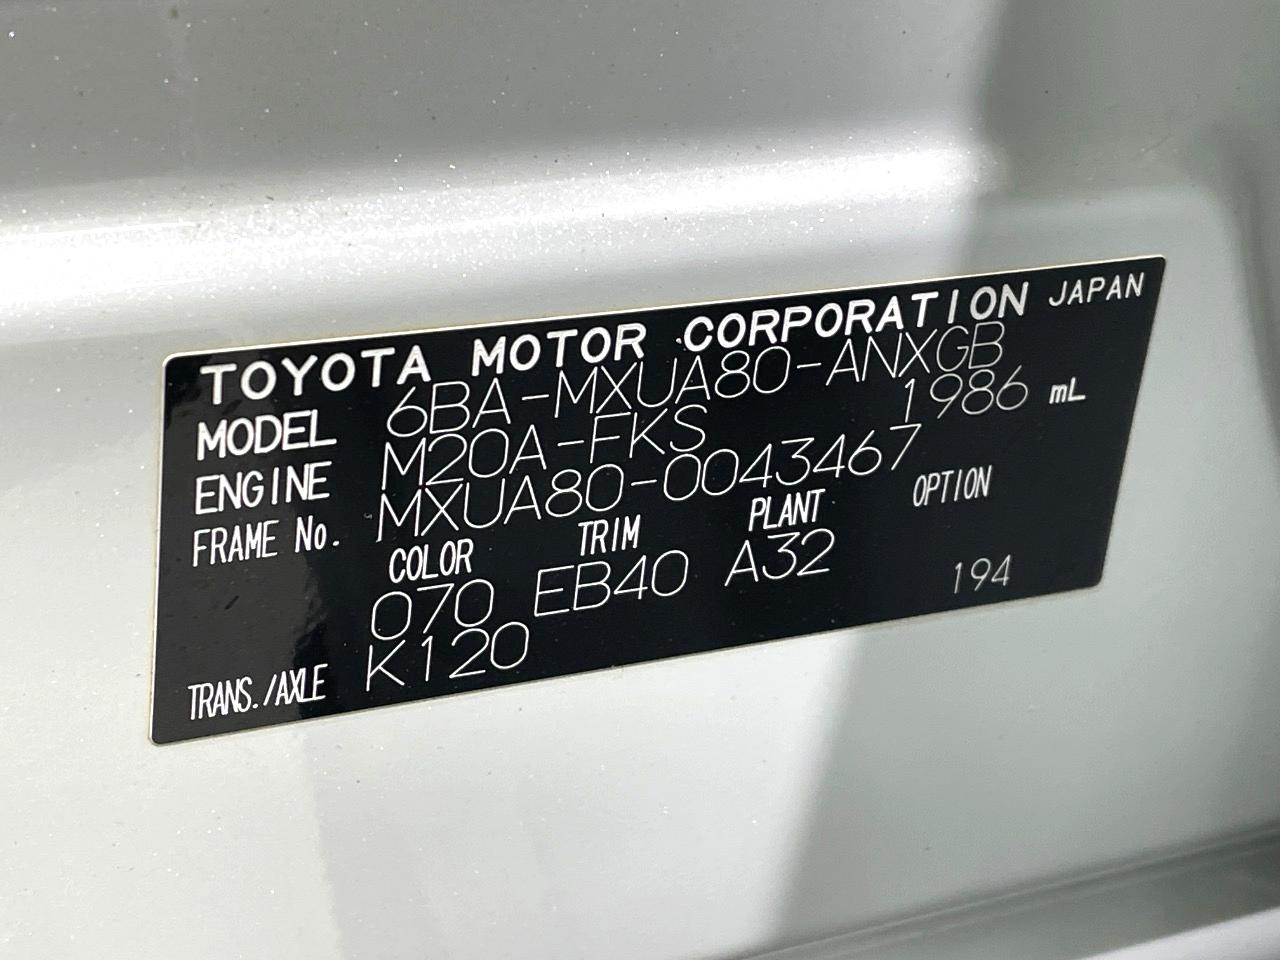 TOYOTA MOTOR CORPORATION JAPAN
MODEL 6BA-MXUA80-ANXGB
ENGINE M20A-FKS 1986 mL
FRAME No. MXUA80-0043467
COLOR TRIM PLANT OPTION
070 EB40 A32
TRANS./AXLE K120 194